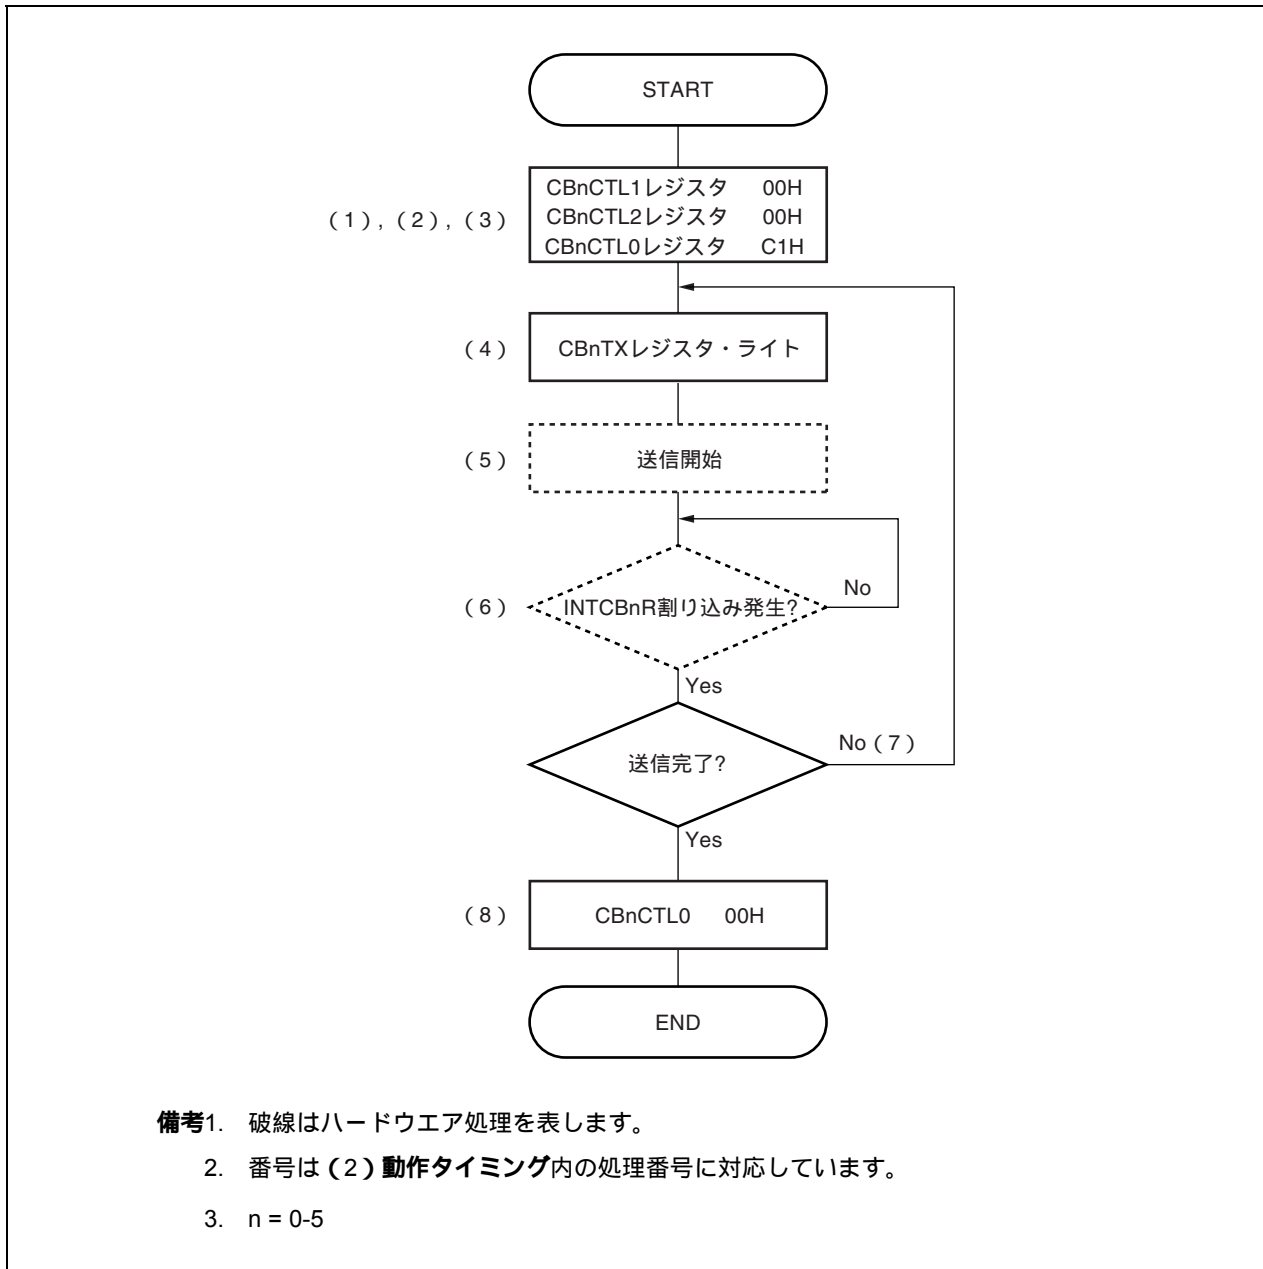 START
CBnCTL1レジスタ 00H
(1), (2), (3) CBnCTL2レジスタ 00H
CBnCTL0レジスタ C1H
(4) CBnTXレジスタ・ライト
(5) 送信開始
(6) INTCBnR割り込み発生? No
Yes
送信完了? No(7)
Yes
(8) CBnCTL0 00H
END
備考1. 破線はハードウエア処理を表します。
2. 番号は(2)動作タイミング内の処理番号に対応しています。
3. n = 0-5